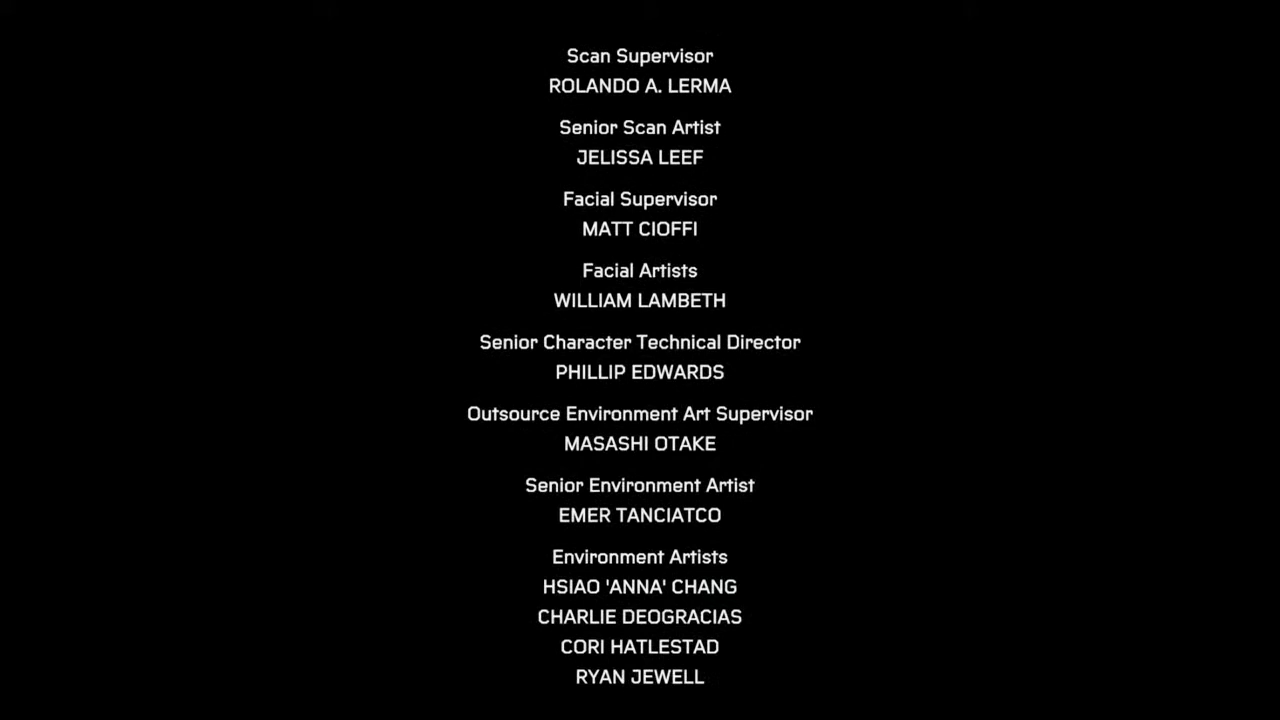 Scan Supervisor
ROLANDO A. LERMA
Senior Scan Artist
JELISSA LEEF
Facial Supervisor
MATT CIOFFI
Facial Artists
WILLIAM LAMBETH
Senior Character Technical Director
PHILLIP EDWARDS
Outsource Environment Art Supervisor
MASASHI OTAKE
Senior Environment Artist
EMER TANCIATCO
Environment Artists
HSIAO 'ANNA' CHANG
CHARLIE DEOGRACIAS
CORI HATLESTAD
RYAN JEWELL